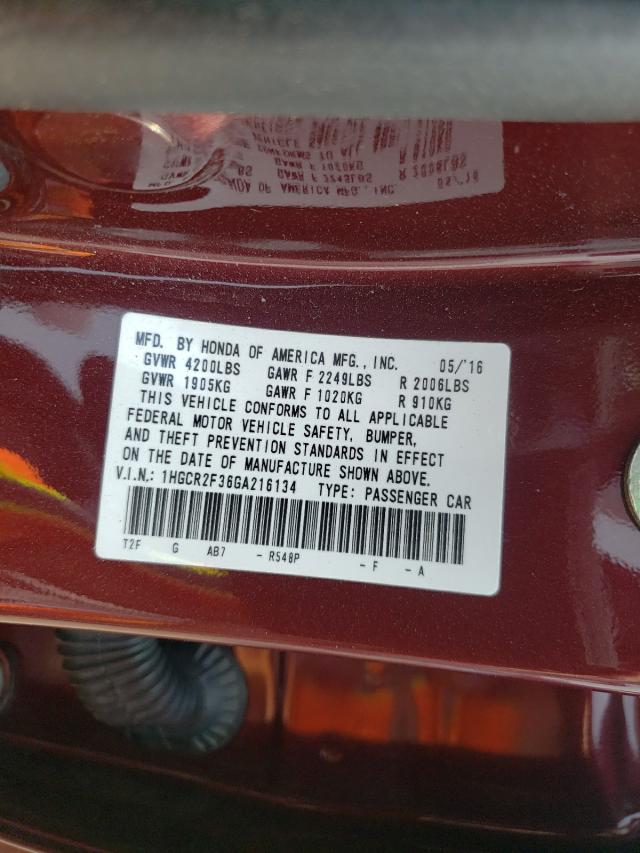 MFD. BY HONDA OF AMERICA MFG., INC. 05/'16
GVWR 4200LBS GAWR F 2249LBS R 2006LBS
GVWR 1905KG GAWR F 1020KG R 910KG
THIS VEHICLE CONFORMS TO ALL APPLICABLE
FEDERAL MOTOR VEHICLE SAFETY, BUMPER,
AND THEFT PREVENTION STANDARDS IN EFFECT
ON THE DATE OF MANUFACTURE SHOWN ABOVE.
V.I.N.: 1HGCR2F36GA216134 TYPE: PASSENGER CAR
T2F G AB7 - R548P - F - A